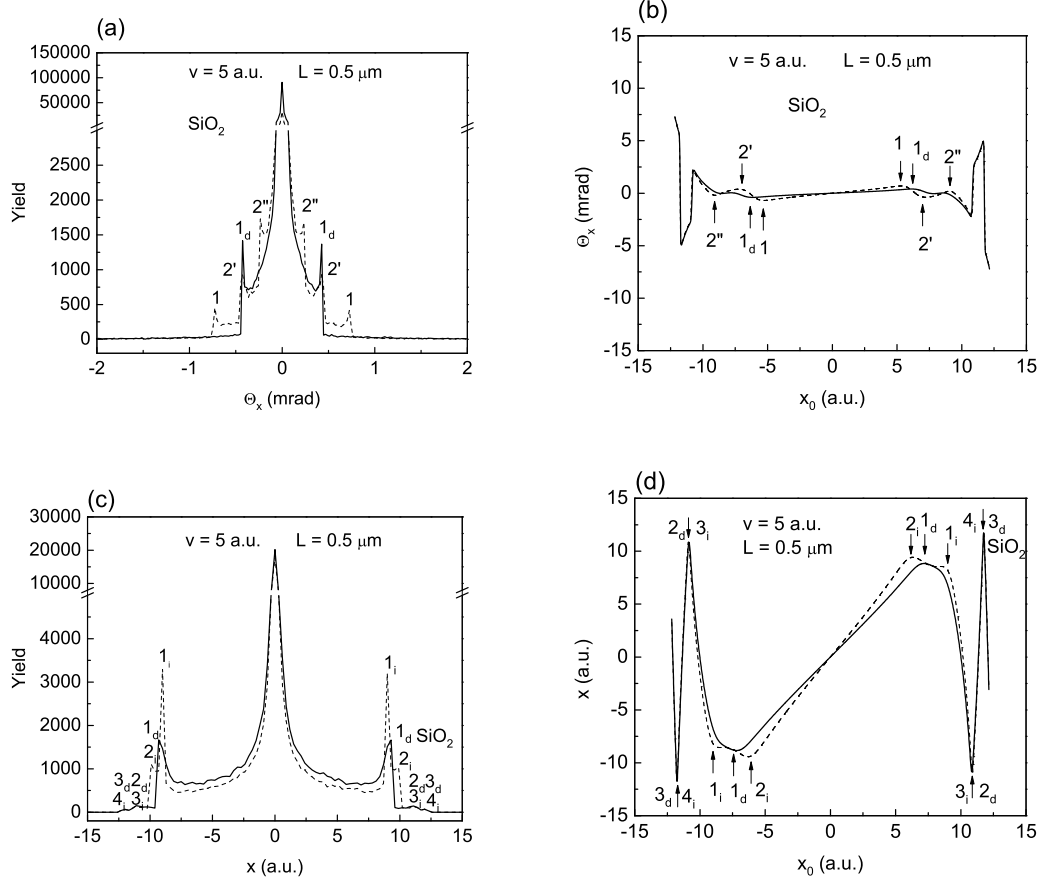 (a)
150000
100000
50000
2500
2000
1500
1000
500
0
v = 5 a.u. L = 0.5 μm
SiO₂
2" 2"
1d 1d
2' 2'
1 1
-2 -1 0 1 2
Yield
Θx (mrad)
(b)
15
10
5
0
-5
-10
-15
v = 5 a.u. L = 0.5 μm
SiO₂
2' 1 1d 2"
2" 1d 1 2'
-15 -10 -5 0 5 10 15
Θx (mrad)
x₀ (a.u.)
(c)
30000
20000
10000
4000
3000
2000
1000
0
v = 5 a.u. L = 0.5 μm
1i 1i
1d 1d SiO₂
2i 2i
3d 2d 2d 3d
4i 3i 3i 4i
-15 -10 -5 0 5 10 15
Yield
x (a.u.)
(d)
15
10
5
0
-5
-10
-15
2d 3i v = 5 a.u. 2i 1d 1i 4i 3d
L = 0.5 μm SiO₂
1i 1d 2i
3d 4i 3i 2d
-15 -10 -5 0 5 10 15
x (a.u.)
x₀ (a.u.)